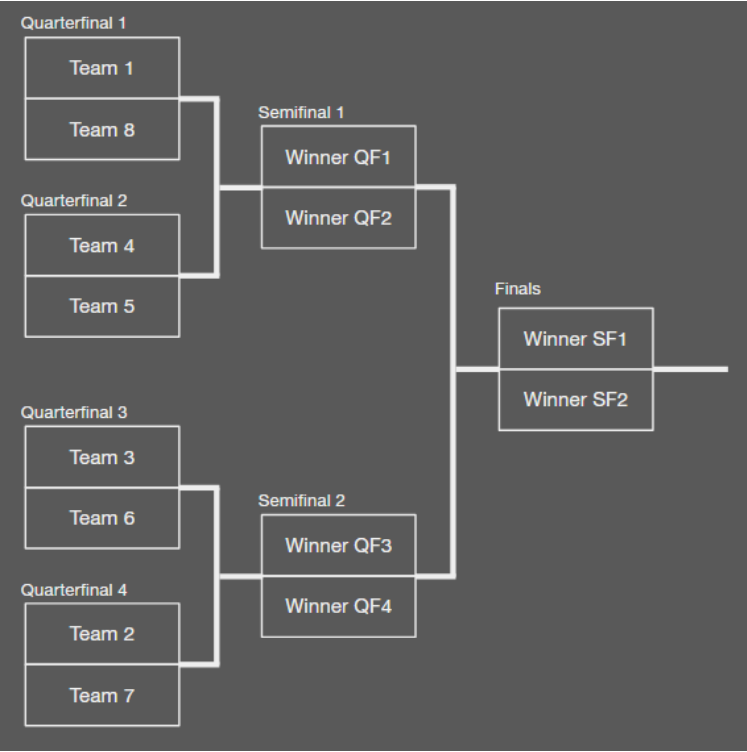 Quarterfinal 1
Team 1
Team 8
Quarterfinal 2
Team 4
Team 5
Semifinal 1
Winner QF1
Winner QF2
Quarterfinal 3
Team 3
Team 6
Quarterfinal 4
Team 2
Team 7
Semifinal 2
Winner QF3
Winner QF4
Finals
Winner SF1
Winner SF2